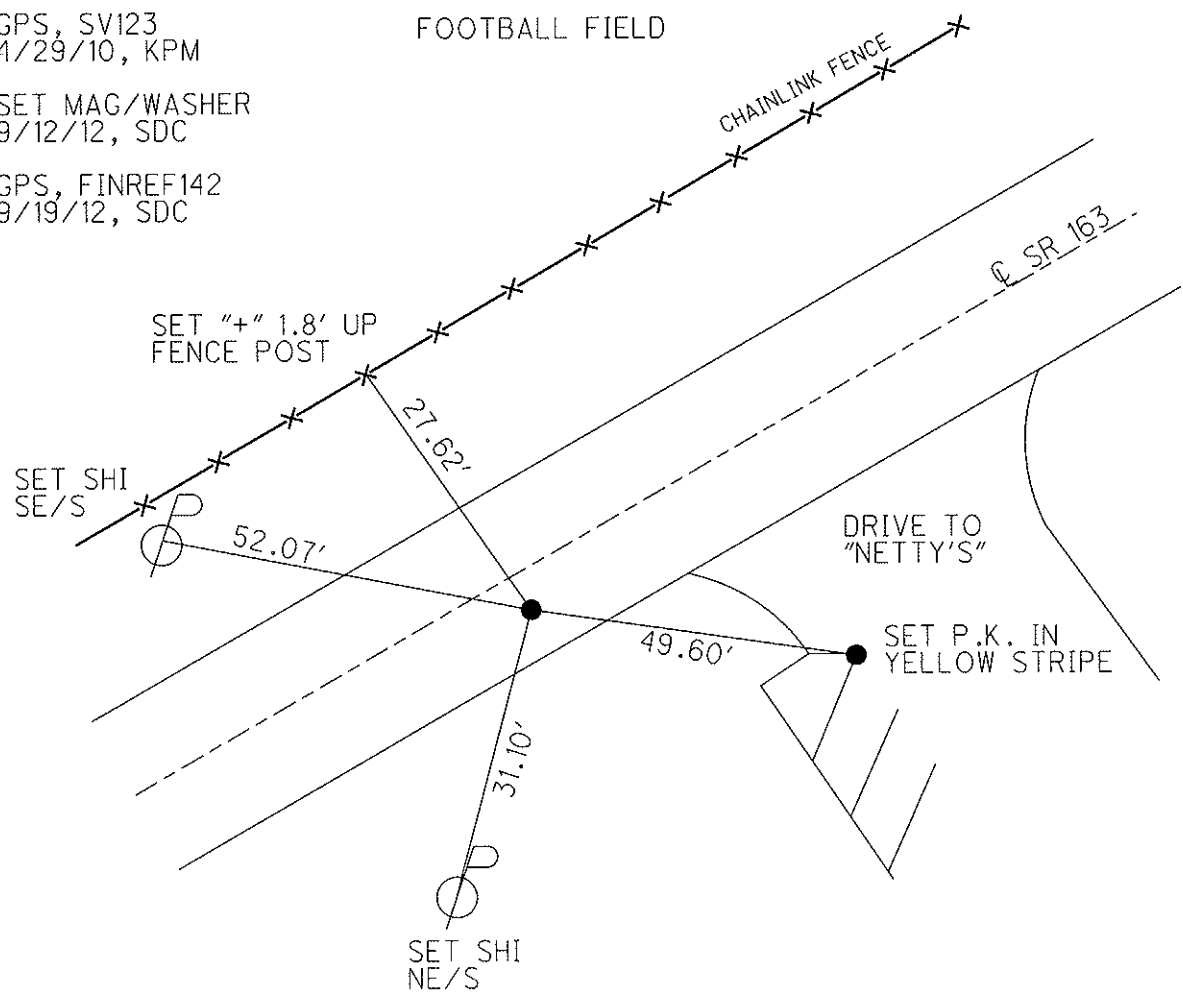 GPS, SV123
4/29/10, KPM
SET MAG/WASHER
9/12/12, SDC
GPS, FINREF142
9/19/12, SDC
FOOTBALL FIELD
CHAINLINK FENCE
℄ SR 163
SET "+" 1.8' UP
FENCE POST
27.62'
SET SHI
SE/S
52.07'
DRIVE TO
"NETTY'S"
49.60'
SET P.K. IN
YELLOW STRIPE
31.10'
SET SHI
NE/S